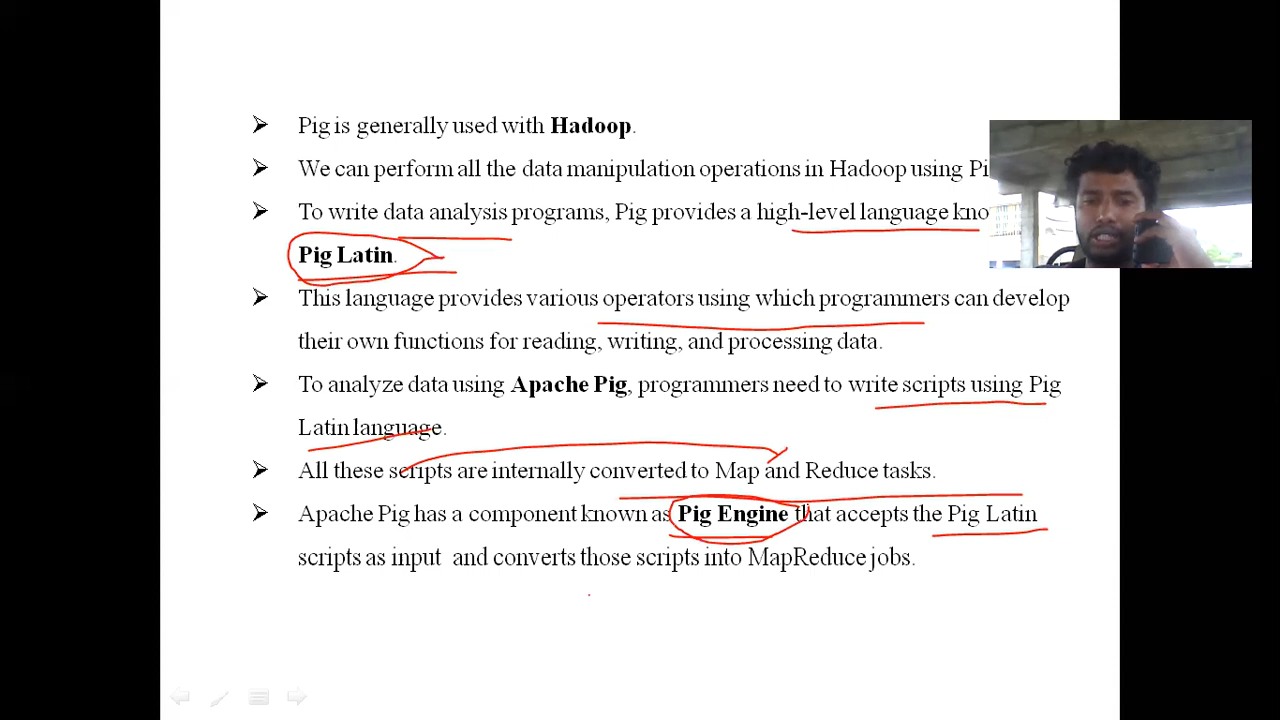 Pig is generally used with Hadoop.
We can perform all the data manipulation operations in Hadoop using
To write data analysis programs, Pig provides a high-level language
Pig Latin.
This language provides various operators using which programmers can develop
their own functions for reading, writing, and processing data.
To analyze data using Apache Pig, programmers need to write scripts using Pig
Latin language.
All these scripts are internally converted to Map and Reduce tasks.
Apache Pig has a component known as Pig Engine that accepts the Pig Latin
scripts as input and converts those scripts into MapReduce jobs.